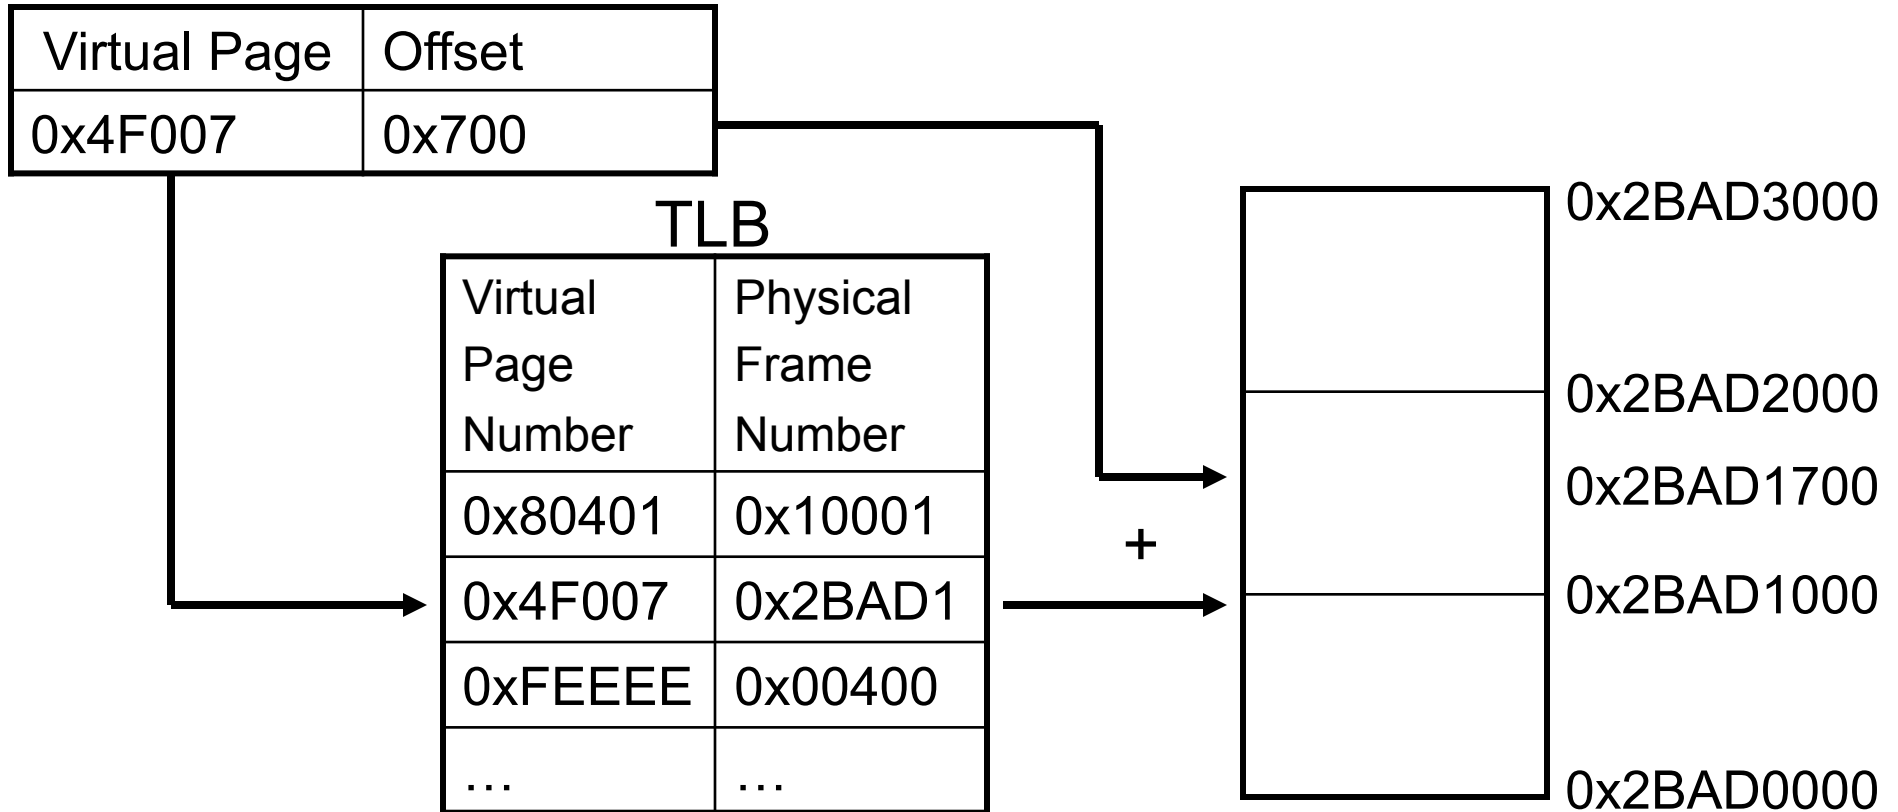 Virtual Page Offset
0x4F007 0x700
TLB
Virtual Page Number Physical Frame Number
0x80401 0x10001
0x4F007 0x2BAD1
0xFEEEE 0x00400
… …
+
0x2BAD3000
0x2BAD2000
0x2BAD1700
0x2BAD1000
0x2BAD0000